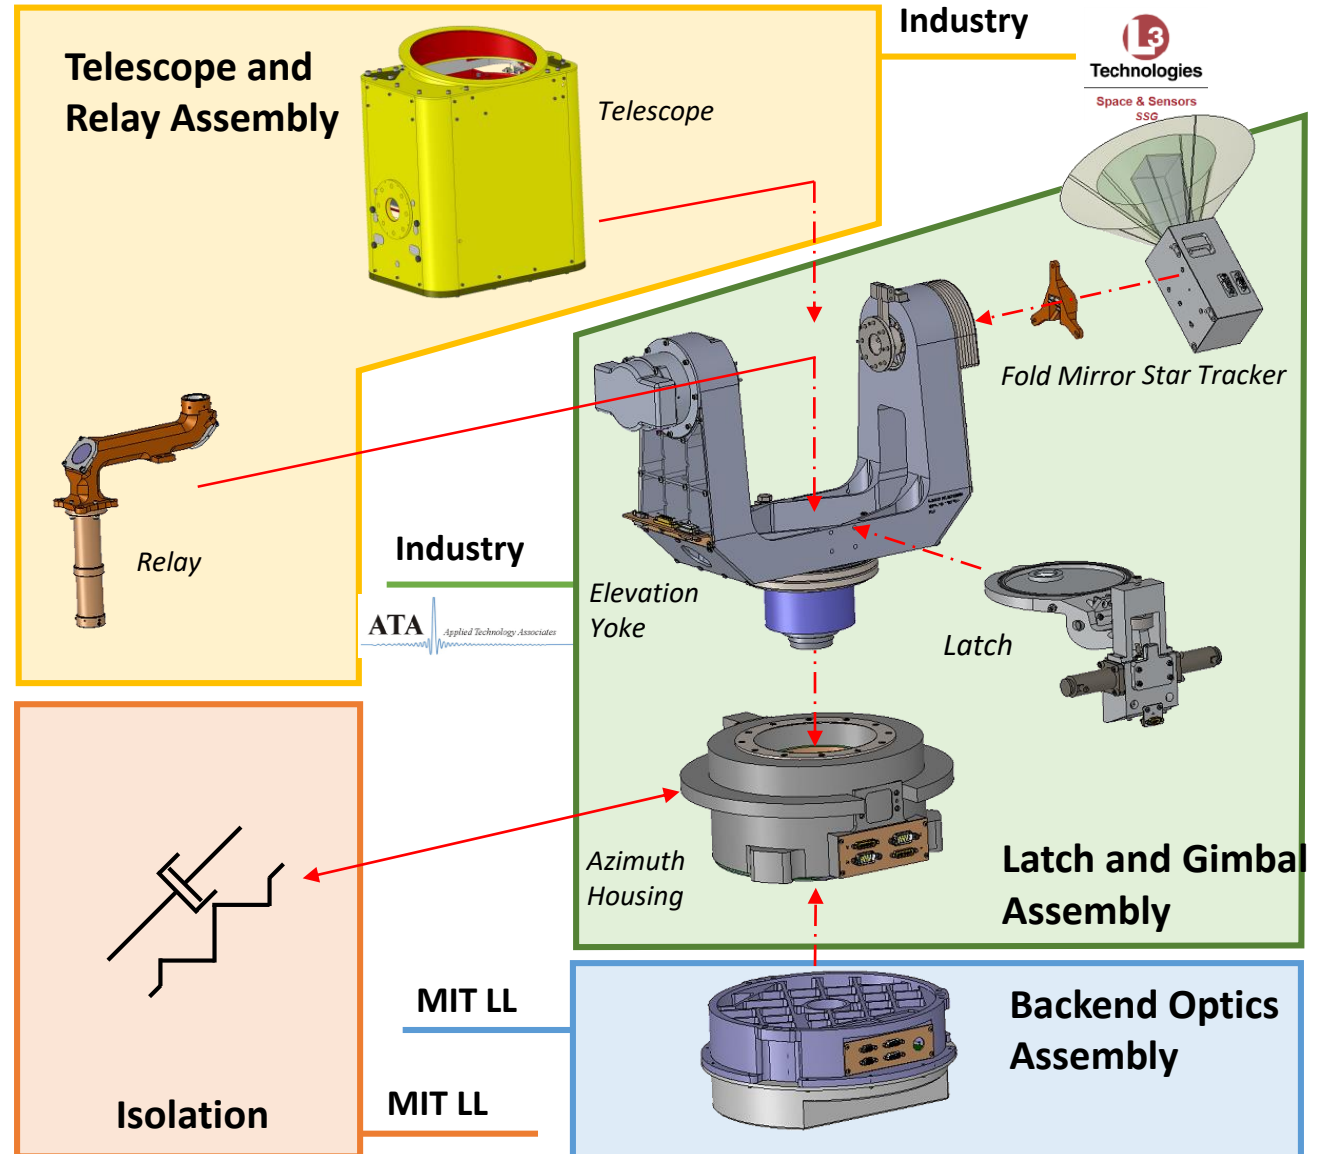 Industry
Telescope and
Relay Assembly
Telescope
L3
Technologies
Space & Sensors
SSG
Fold Mirror
Star Tracker
Relay
Industry
ATA
Applied Technology Associates
Elevation
Yoke
Latch
Azimuth
Housing
Latch and Gimbal
Assembly
MIT LL
Backend Optics
Assembly
MIT LL
Isolation